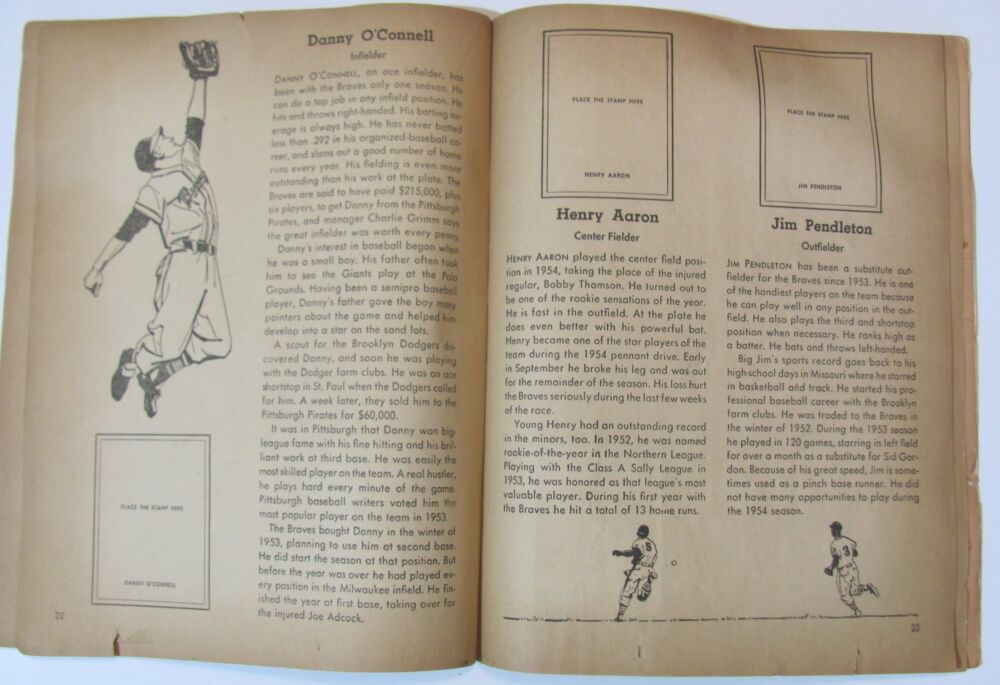 Danny O'Connell
Infielder
DANNY O'CONNELL, an ace infielder, has
been with the Braves only one season. He
can do a top job in any infield position. He
hits and throws right-handed. His batting av-
erage is always high. He has never batted
less than .292 in his organized-baseball ca-
reer, and slams out a good number of home
runs every year. His fielding is even more
outstanding than his work at the plate. The
Braves are said to have paid $215,000, plus
six players, to get Danny from the Pittsburgh
Pirates, and manager Charlie Grimm says
the great infielder was worth every penny.
Danny's interest in baseball began when
he was a small boy. His father often took
him to see the Giants play at the Polo
Grounds. Having been a semipro baseball
player, Danny's father gave the boy many
pointers about the game and helped him
develop into a star on the sand lots.
A scout for the Brooklyn Dodgers dis-
covered Danny, and soon he was playing
with the Dodger farm clubs. He was an ace
shortstop in St. Paul when the Dodgers called
for him. A week later, they sold him to the
Pittsburgh Pirates for $60,000.
It was in Pittsburgh that Danny won big-
league fame with his fine hitting and his bril-
liant work at third base. He was easily the
most skilled player on the team. A real hustler,
he plays hard every minute of the game.
Pittsburgh baseball writers voted him the
most popular player on the team in 1953.
The Braves bought Danny in the winter of
1953, planning to use him at second base.
He did start the season at that position. But
before the year was over he had played ev-
ery position in the Milwaukee infield. He fin-
ished the year at first base, taking over for
the injured Joe Adcock.
PLACE THE STAMP HERE
DANNY O'CONNELL
22
PLACE THE STAMP HERE
HENRY AARON
Henry Aaron
Center Fielder
HENRY AARON played the center field posi-
tion in 1954, taking the place of the injured
regular, Bobby Thomson. He turned out to
be one of the rookie sensations of the year.
He is fast in the outfield. At the plate he
does even better with his powerful bat.
Henry became one of the star players of the
team during the 1954 pennant drive. Early
in September he broke his leg and was out
for the remainder of the season. His loss hurt
the Braves seriously during the last few weeks
of the race.
Young Henry had an outstanding record
in the minors, too. In 1952, he was named
rookie-of-the-year in the Northern League.
Playing with the Class A Sally League in
1953, he was honored as that league's most
valuable player. During his first year with
the Braves he hit a total of 13 home runs.
PLACE THE STAMP HERE
JIM PENDLETON
Jim Pendleton
Outfielder
JIM PENDLETON has been a substitute out-
fielder for the Braves since 1953. He is one
of the handiest players on the team because
he can play well in any position in the out-
field. He also plays the third and shortstop
position when necessary. He ranks high as
a batter. He bats and throws left-handed.
Big Jim's sports record goes back to his
high-school days in Missouri where he starred
in basketball and track. He started his pro-
fessional baseball career with the Brooklyn
farm clubs. He was traded to the Braves in
the winter of 1952. During the 1953 season
he played in 120 games, starring in left field
for over a month as a substitute for Sid Gor-
don. Because of his great speed, Jim is some-
times used as a pinch base runner. He did
not have many opportunities to play during
the 1954 season.
5
3
23